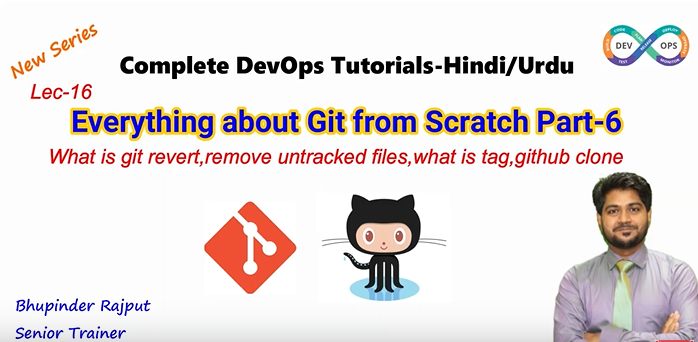 New Series
Complete DevOps Tutorials-Hindi/Urdu
DEV OPS
Lec-16
Everything about Git from Scratch Part-6
What is git revert,remove untracked files,what is tag,github clone
Bhupinder Rajput
Senior Trainer